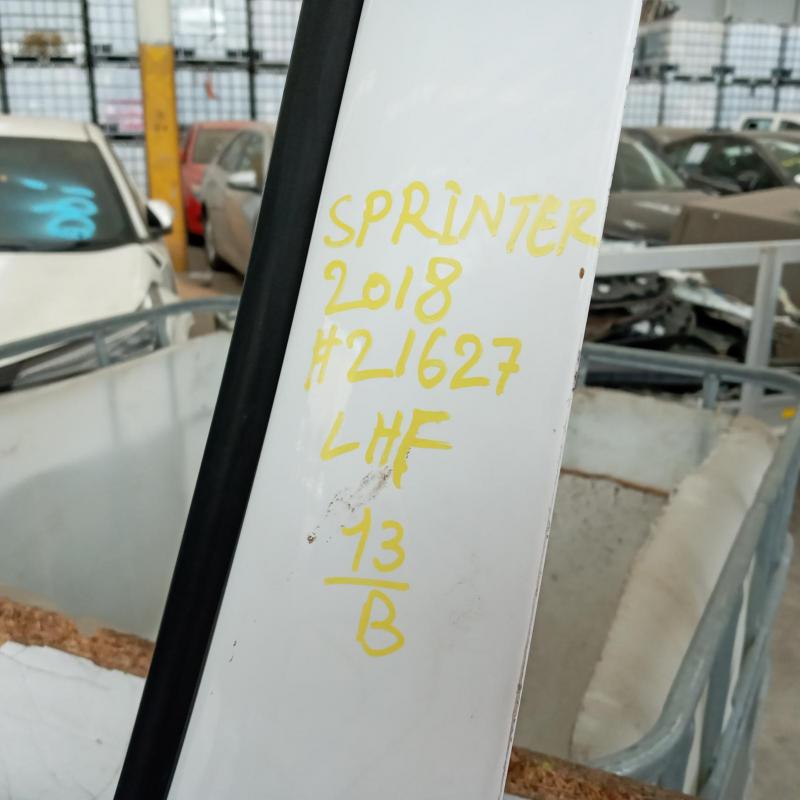 SPRINTER
2018
#21627
LHF
13
B